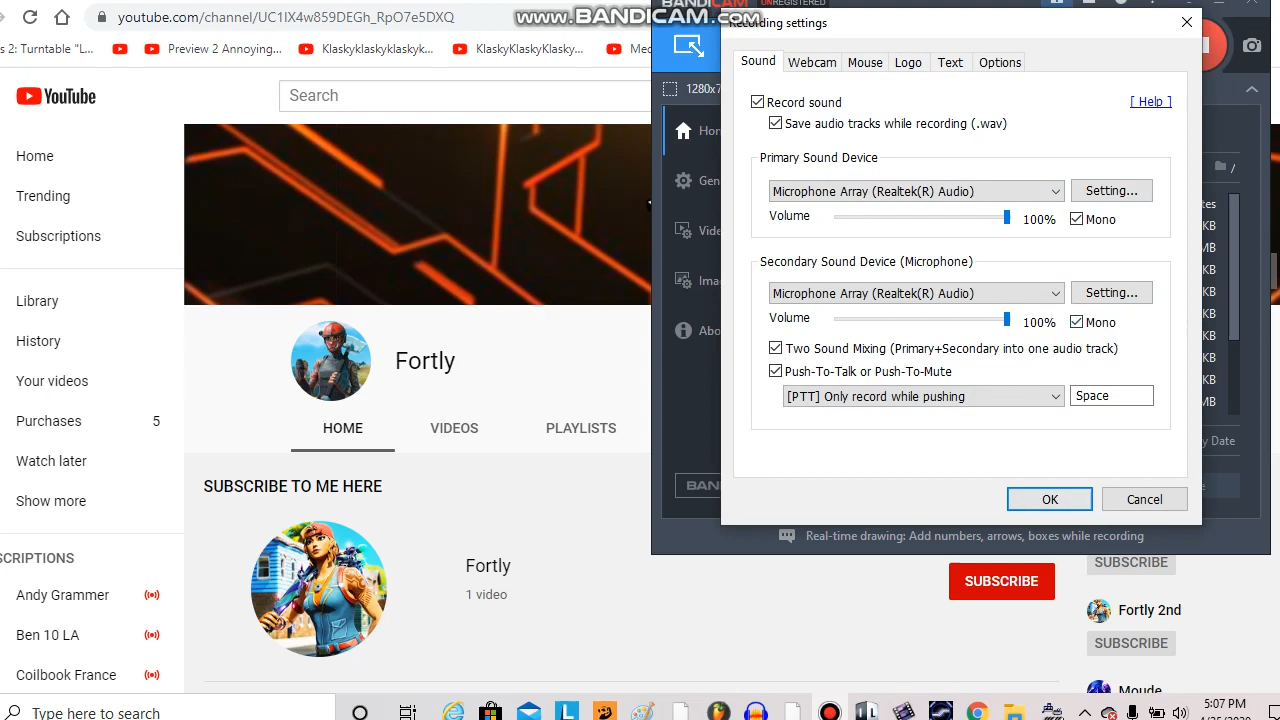 youtube.com/channel/
www.BANDICAM.com
BANDICAM UNREGISTERED
Recording settings
2: Turntable "L...
Preview 2 Annoying...
KlaskyKlaskyKlasky...
Klasky KlaskyKlasky...
Sound
Webcam
Mouse
Logo
Text
Options
YouTube
Search
Record sound
[ Help ]
Save audio tracks while recording (.wav)
Primary Sound Device
Microphone Array (Realtek(R) Audio)
Setting...
Volume
100%
Mono
Secondary Sound Device (Microphone)
Microphone Array (Realtek(R) Audio)
Setting...
Volume
100%
Mono
Two Sound Mixing (Primary+Secondary into one audio track)
Push-To-Talk or Push-To-Mute
[PTT] Only record while pushing
Space
OK
Cancel
Real-time drawing: Add numbers, arrows, boxes while recording
Home
Trending
Subscriptions
Library
History
Your videos
Purchases 5
Watch later
Show more
SCRIPTIONS
Andy Grammer
Ben 10 LA
Coilbook France
Fortly
HOME
VIDEOS
PLAYLISTS
SUBSCRIBE TO ME HERE
Fortly
1 video
SUBSCRIBE
SUBSCRIBE
Fortly 2nd
SUBSCRIBE
Moude
Type here to search
5:07 PM